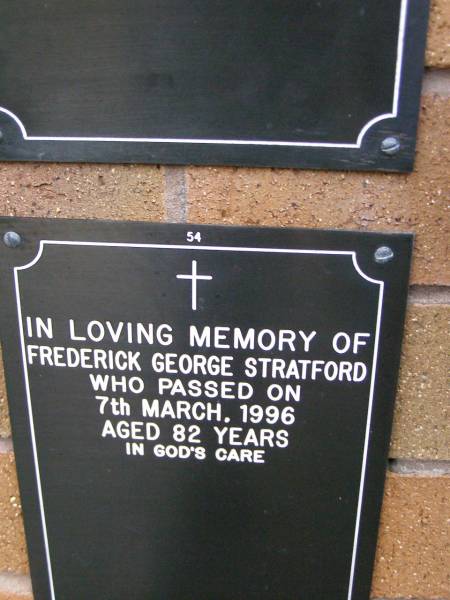 54
IN LOVING MEMORY OF
FREDERICK GEORGE STRATFORD
WHO PASSED ON
7th MARCH, 1996
AGED 82 YEARS
IN GOD'S CARE